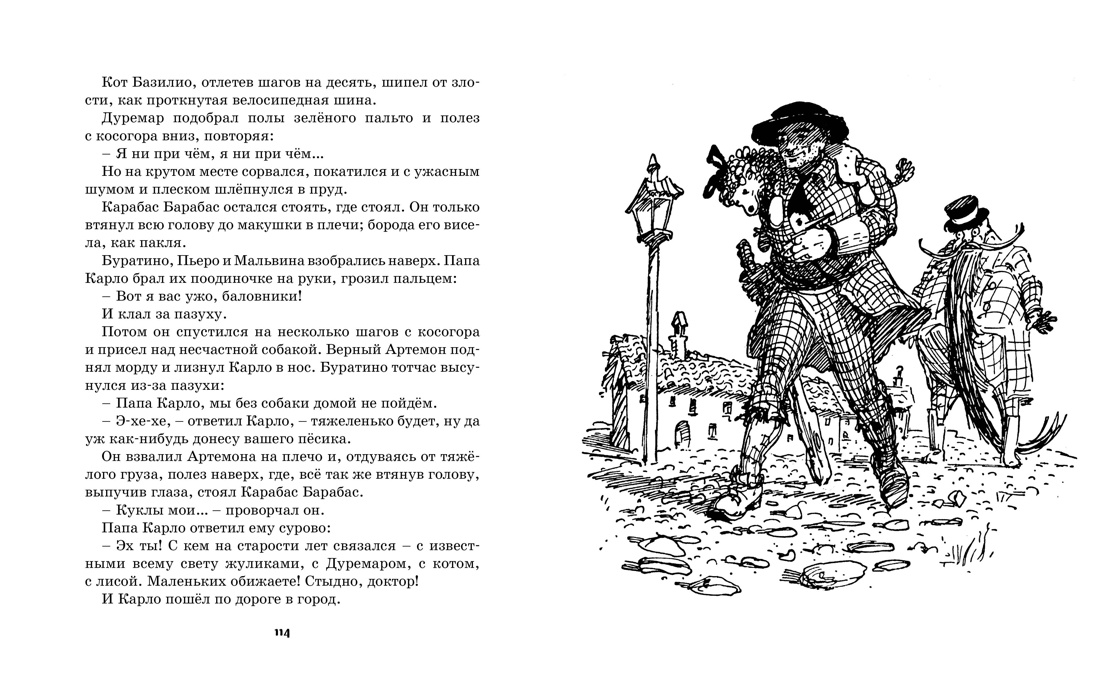 Кот Базилио, отлетев шагов на десять, шипел от зло-
сти, как проткнутая велосипедная шина.
Дуремар подобрал полы зелёного пальто и полез
с косогора вниз, повторяя:
– Я ни при чём, я ни при чём...
Но на крутом месте сорвался, покатился и с ужасным
шумом и плеском шлёпнулся в пруд.
Карабас Барабас остался стоять, где стоял. Он только
втянул всю голову до макушки в плечи; борода его висе-
ла, как пакля.
Буратино, Пьеро и Мальвина взобрались наверх. Папа
Карло брал их поодиночке на руки, грозил пальцем:
– Вот я вас ужо, баловники!
И клал за пазуху.
Потом он спустился на несколько шагов с косогора
и присел над несчастной собакой. Верный Артемон под-
нял морду и лизнул Карло в нос. Буратино тотчас высу-
нулся из-за пазухи:
– Папа Карло, мы без собаки домой не пойдём.
– Э-хе-хе, – ответил Карло, – тяжеленько будет, ну да
уж как-нибудь донесу вашего пёсика.
Он взвалил Артемона на плечо и, отдуваясь от тяжё-
лого груза, полез наверх, где, всё так же втянув голову,
выпучив глаза, стоял Карабас Барабас.
– Куклы мои... – проворчал он.
Папа Карло ответил ему сурово:
– Эх ты! С кем на старости лет связался – с извест-
ными всему свету жуликами, с Дуремаром, с котом,
с лисой. Маленьких обижаете! Стыдно, доктор!
И Карло пошёл по дороге в город.
114